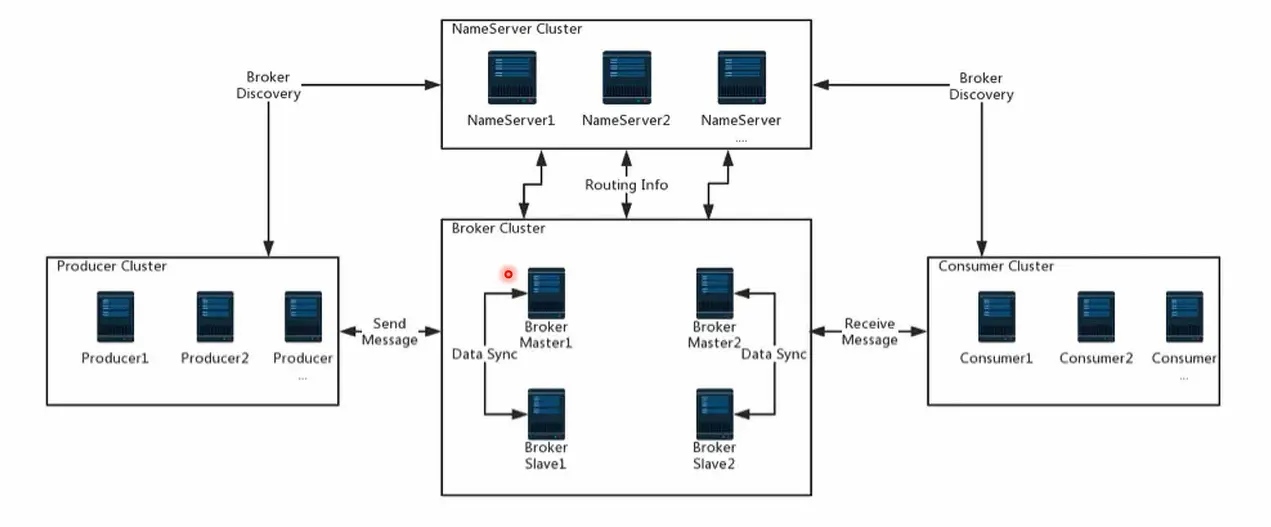 NameServer Cluster
NameServer1
NameServer2
NameServer
....
Broker
Discovery
Broker
Discovery
Routing Info
Broker Cluster
Broker
Master1
Broker
Master2
Data Sync
Data Sync
Broker
Slave1
Broker
Slave2
Producer Cluster
Producer1
Producer2
Producer
...
Send
Message
Receive
Message
Consumer Cluster
Consumer1
Consumer2
Consumer
...